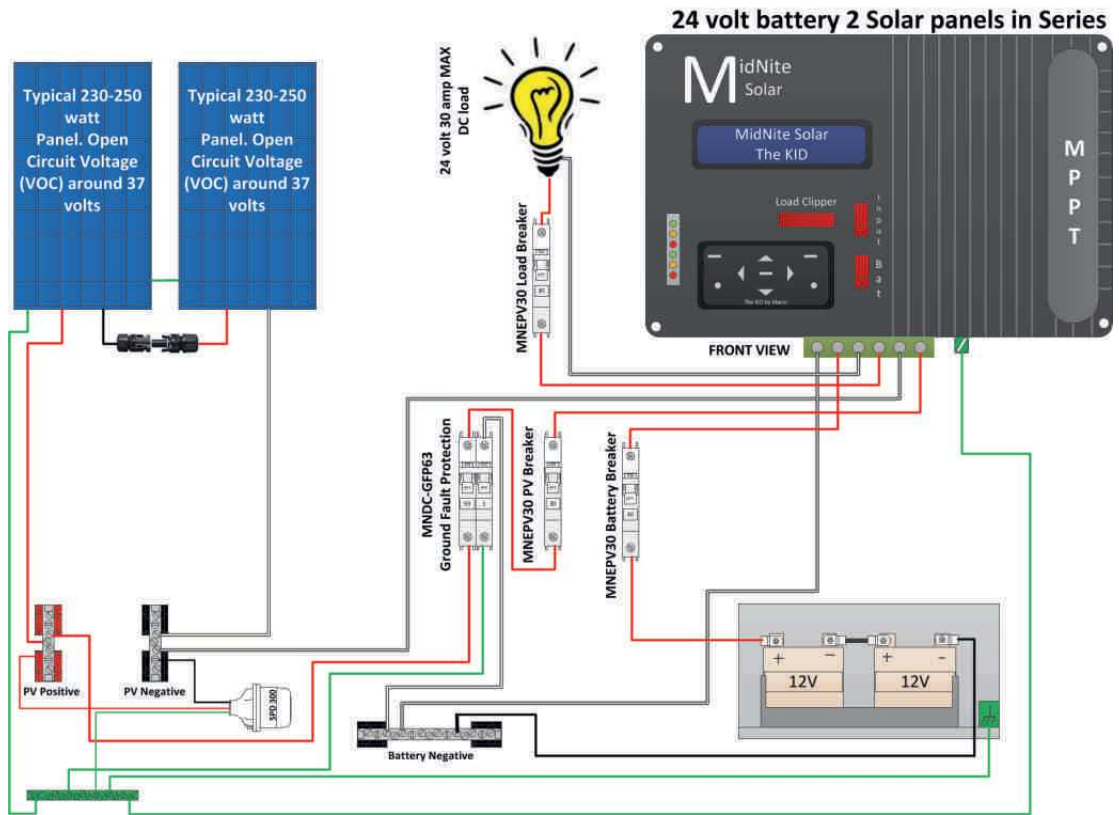 24 volt battery 2 Solar panels in Series
Typical 230-250
watt
Panel. Open
Circuit Voltage
(VOC) around 37
volts
Typical 230-250
watt
Panel. Open
Circuit Voltage
(VOC) around 37
volts
24 volt 30 amp MAX
DC load
MidNite
Solar
MidNite Solar
The KID
Load Clipper
Input
Bat
MPPT
The KID by Marvin
FRONT VIEW
MNEPV30 Load Breaker
MNDC-GFP63
Ground Fault Protection
MNEPV30 PV Breaker
MNEPV30 Battery Breaker
PV Positive
PV Negative
SPD 300
Battery Negative
+ -
12V
+ -
12V